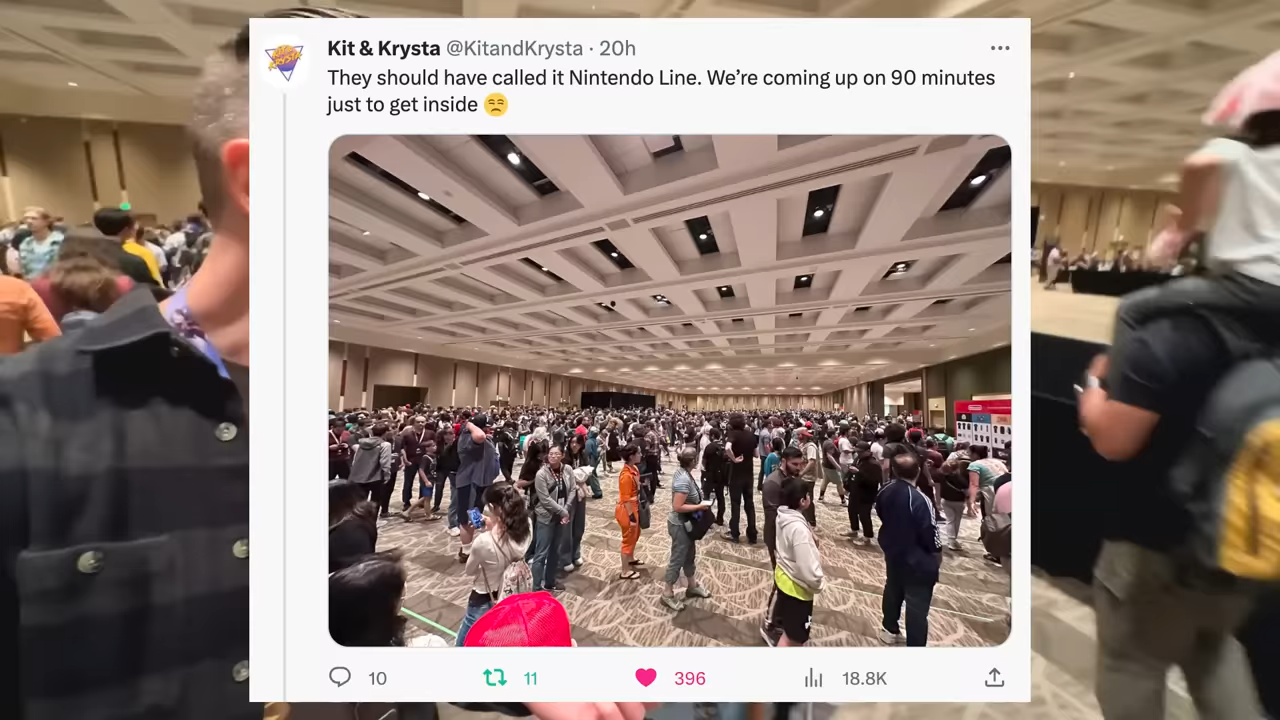 Kit & Krysta @KitandKrysta · 20h
They should have called it Nintendo Line. We’re coming up on 90 minutes
just to get inside 😒
10 11 396 18.8K